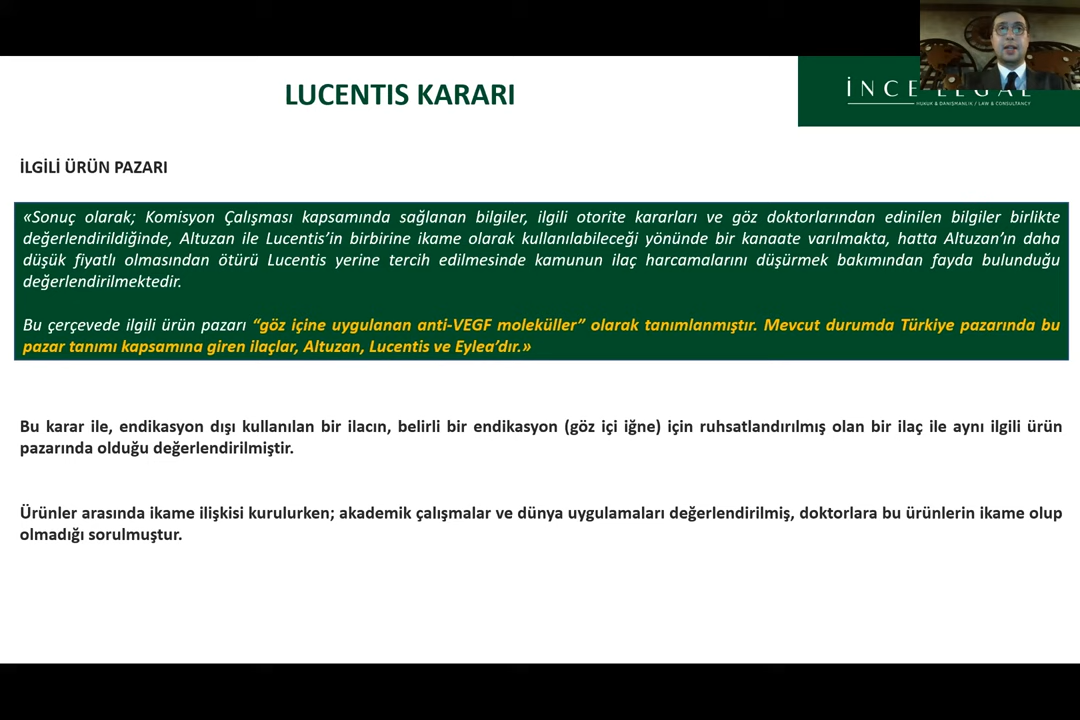 LUCENTIS KARARI
İNCE LEGAL
HUKUK & DANIŞMANLIK / LAW & CONSULTANCY
İLGİLİ ÜRÜN PAZARI
«Sonuç olarak; Komisyon Çalışması kapsamında sağlanan bilgiler, ilgili otorite kararları ve göz doktorlarından edinilen bilgiler birlikte
değerlendirildiğinde, Altuzan ile Lucentis’in birbirine ikame olarak kullanılabileceği yönünde bir kanaate varılmakta, hatta Altuzan’ın daha
düşük fiyatlı olmasından ötürü Lucentis yerine tercih edilmesinde kamunun ilaç harcamalarını düşürmek bakımından fayda bulunduğu
değerlendirilmektedir.
Bu çerçevede ilgili ürün pazarı “göz içine uygulanan anti-VEGF moleküller” olarak tanımlanmıştır. Mevcut durumda Türkiye pazarında bu
pazar tanımı kapsamına giren ilaçlar, Altuzan, Lucentis ve Eylea’dır.»
Bu karar ile, endikasyon dışı kullanılan bir ilacın, belirli bir endikasyon (göz içi iğne) için ruhsatlandırılmış olan bir ilaç ile aynı ilgili ürün
pazarında olduğu değerlendirilmiştir.
Ürünler arasında ikame ilişkisi kurulurken; akademik çalışmalar ve dünya uygulamaları değerlendirilmiş, doktorlara bu ürünlerin ikame olup
olmadığı sorulmuştur.